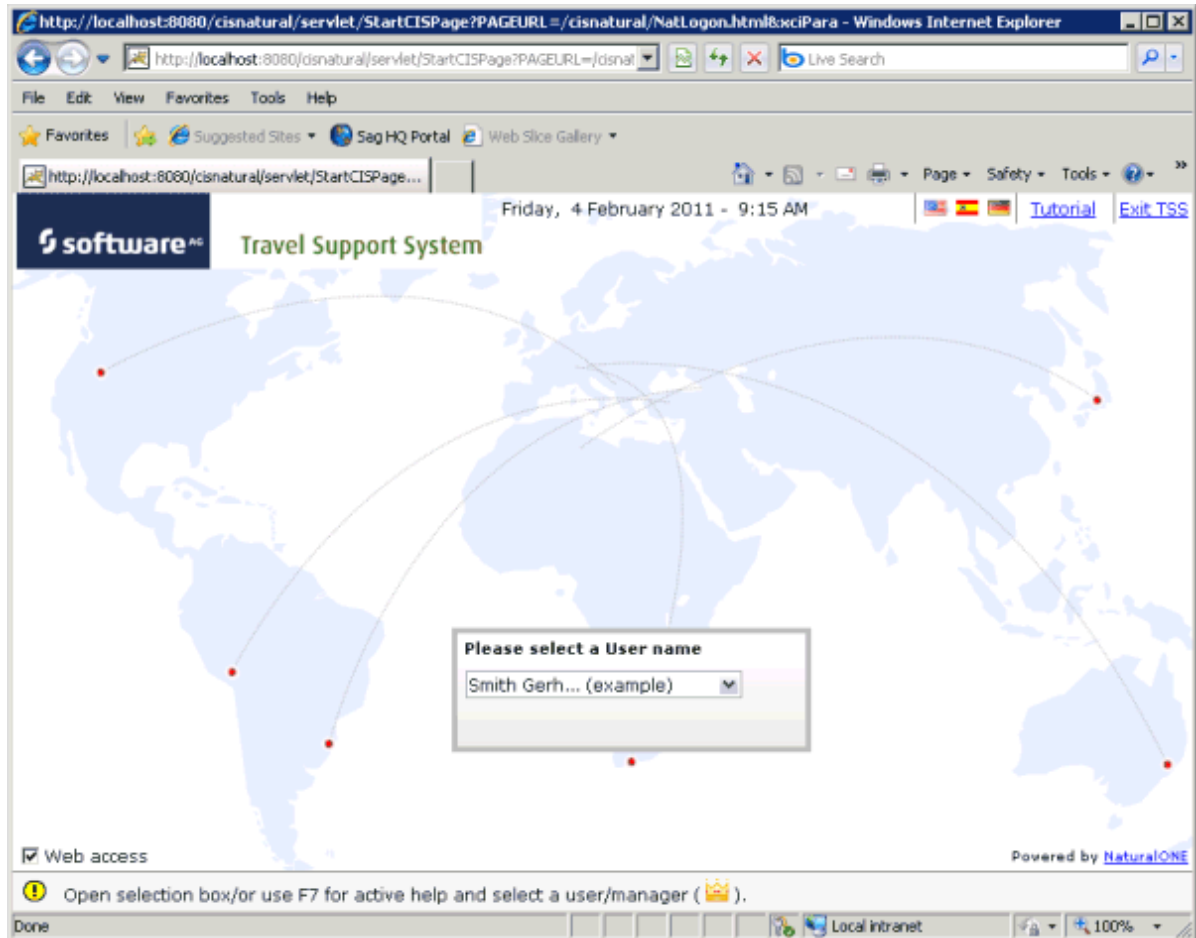 http://localhost:8080/cisnatural/servlet/StartCISPage?PAGEURL=/cisnatural/NatLogon.html&xciPara - Windows Internet Explorer
http://localhost:8080/cisnatural/servlet/StartCISPage?PAGEURL=/cisnat
Live Search
File Edit View Favorites Tools Help
Favorites Suggested Sites Sag HQ Portal Web Slice Gallery
http://localhost:8080/cisnatural/servlet/StartCISPage... Page Safety Tools »
Friday, 4 February 2011 - 9:15 AM Tutorial Exit TSS
software AG Travel Support System
Please select a User name
Smith Gerh... (example)
Web access Powered by NaturalONE
Open selection box/or use F7 for active help and select a user/manager ( ).
Done Local intranet 100%